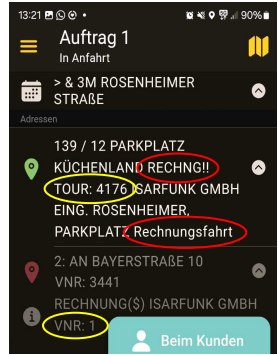 13:21
90%
Auftrag 1
In Anfahrt
> & 3M ROSENHEIMER
STRAßE
Adressen
139 / 12 PARKPLATZ
KÜCHENLAND RECHNG!!
TOUR: 4176 ISARFUNK GMBH
EING. ROSENHEIMER,
PARKPLATZ Rechnungsfahrt
2: AN BAYERSTRAßE 10
VNR: 3441
RECHNUNG($) ISARFUNK GMBH
VNR: 1
Beim Kunden